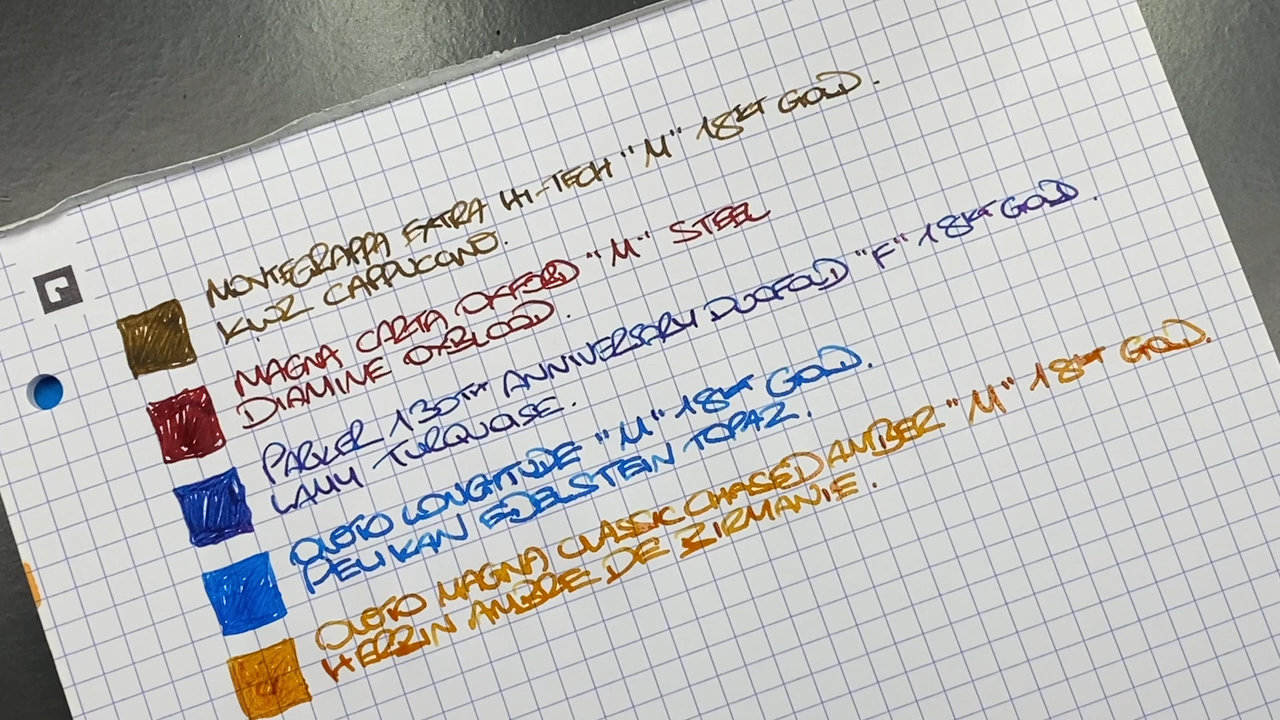 MONTEGRAPPA EXTRA HI-TECH "M" 18KT GOLD.
KWZ CAPPUCCINO.
MAGNA CARTA OXFORD "M" STEEL
DIAMINE OXBLOOD.
PARKER 130TH ANNIVERSARY DUOFOLD "F" 18KT GOLD.
LAMY TURQUOISE.
OLOTO LONGITUDE "M" 18KT GOLD.
PELIKAN EDELSTEIN TOPAZ.
OLOTO MAGNA CLASSIC CHASED AMBER "M" 18KT GOLD.
HERBIN AMBRE DE BIRMANIE.